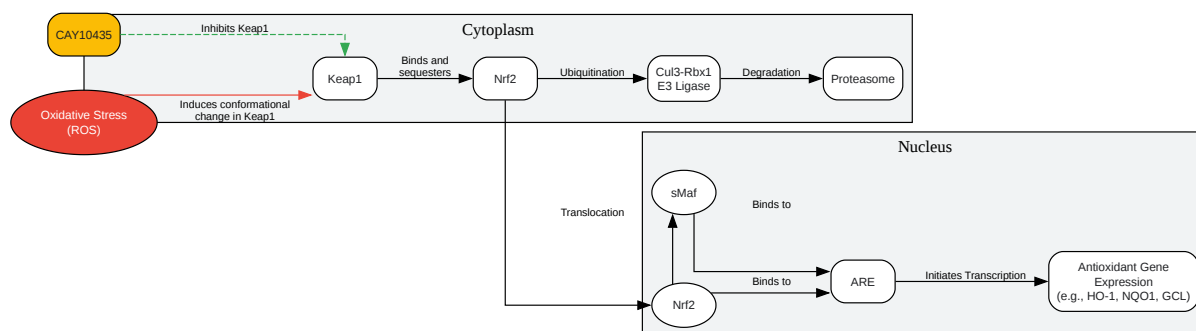 Cytoplasm
CAY10435
Inhibits Keap1
Keap1
Binds and
sequesters
Nrf2
Ubiquitination
Cul3-Rbx1
E3 Ligase
Degradation
Proteasome
Oxidative Stress
(ROS)
Induces conformational
change in Keap1
Nucleus
sMaf
Translocation
Binds to
Nrf2
Binds to
ARE
Initiates Transcription
Antioxidant Gene
Expression
(e.g., HO-1, NQO1, GCL)